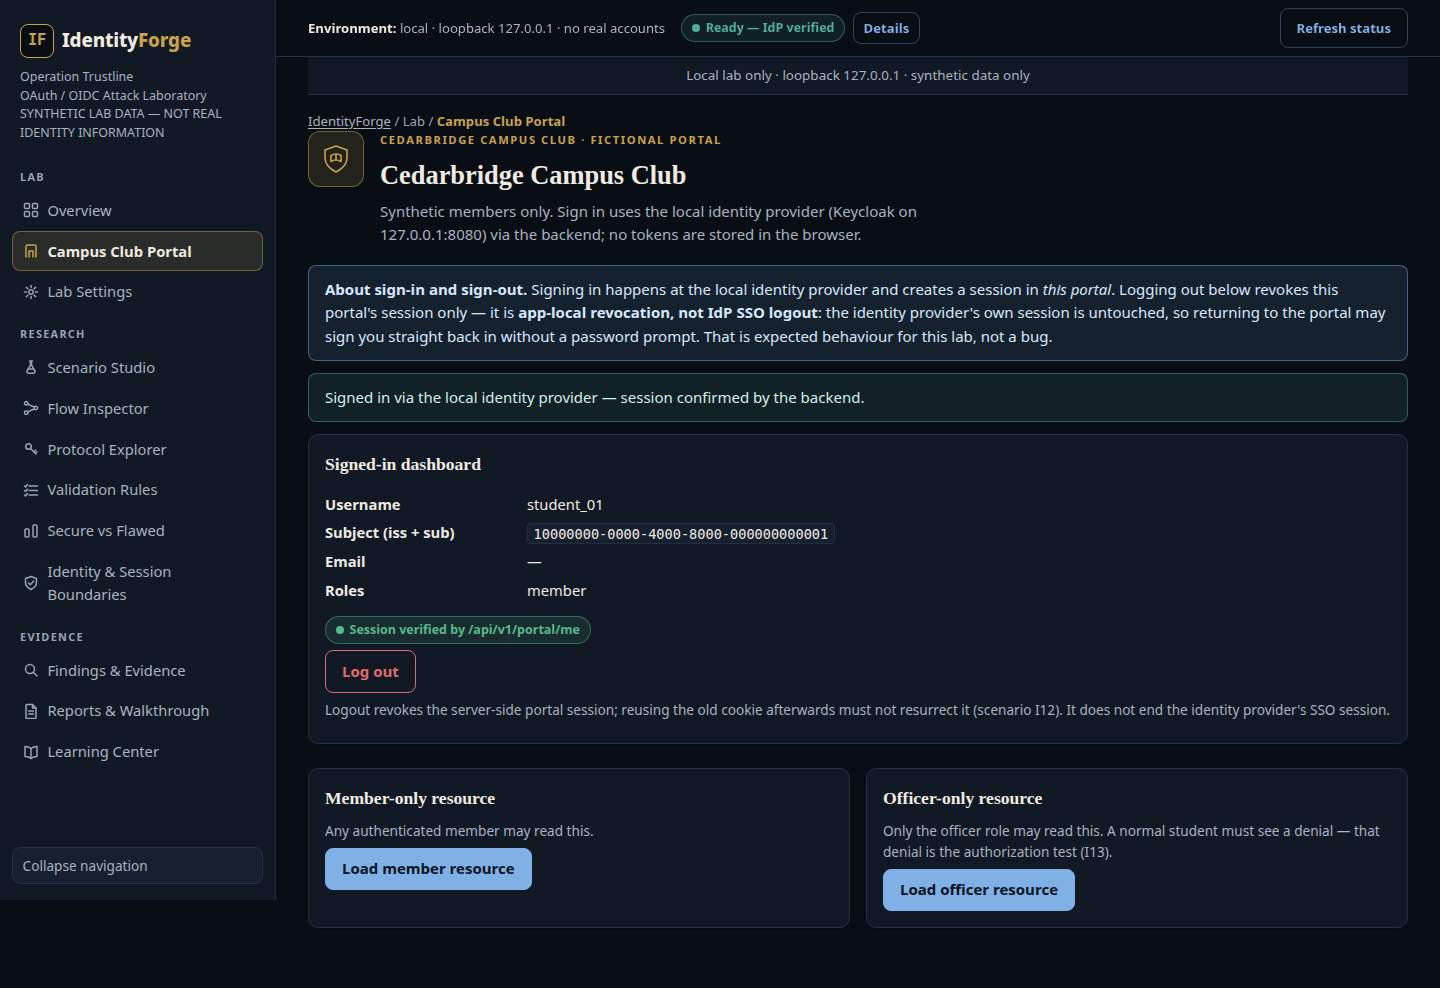 IF IdentityForge
Operation Trustline
OAuth / OIDC Attack Laboratory
SYNTHETIC LAB DATA — NOT REAL
IDENTITY INFORMATION
LAB
Overview
Campus Club Portal
Lab Settings
RESEARCH
Scenario Studio
Flow Inspector
Protocol Explorer
Validation Rules
Secure vs Flawed
Identity & Session
Boundaries
EVIDENCE
Findings & Evidence
Reports & Walkthrough
Learning Center
Collapse navigation
Environment: local · loopback 127.0.0.1 · no real accounts
Ready — IdP verified
Details
Refresh status
Local lab only · loopback 127.0.0.1 · synthetic data only
IdentityForge / Lab / Campus Club Portal
CEDARBRIDGE CAMPUS CLUB · FICTIONAL PORTAL
Cedarbridge Campus Club
Synthetic members only. Sign in uses the local identity provider (Keycloak on
127.0.0.1:8080) via the backend; no tokens are stored in the browser.
About sign-in and sign-out. Signing in happens at the local identity provider and creates a session in this portal. Logging out below revokes this
portal's session only — it is app-local revocation, not IdP SSO logout: the identity provider's own session is untouched, so returning to the portal may
sign you straight back in without a password prompt. That is expected behaviour for this lab, not a bug.
Signed in via the local identity provider — session confirmed by the backend.
Signed-in dashboard
Username student_01
Subject (iss + sub) 10000000-0000-4000-8000-000000000001
Email —
Roles member
Session verified by /api/v1/portal/me
Log out
Logout revokes the server-side portal session; reusing the old cookie afterwards must not resurrect it (scenario I12). It does not end the identity provider's SSO session.
Member-only resource
Any authenticated member may read this.
Load member resource
Officer-only resource
Only the officer role may read this. A normal student must see a denial — that
denial is the authorization test (I13).
Load officer resource